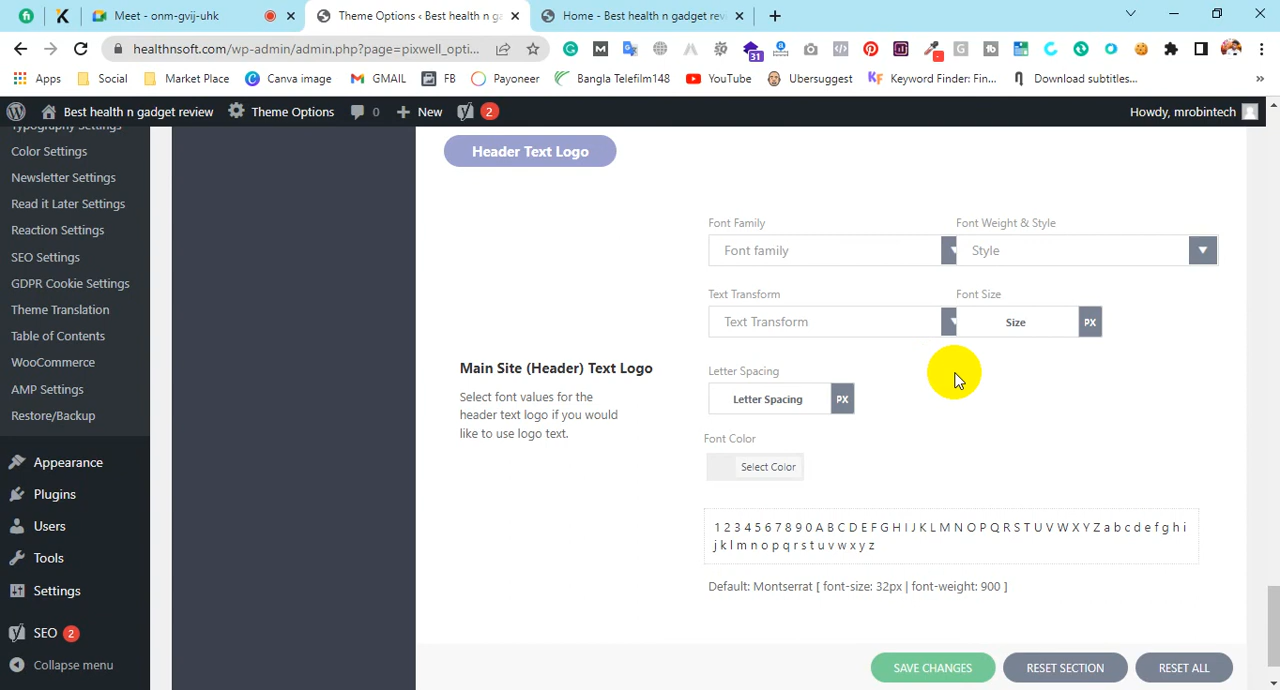 Meet - onm-gvij-uhk
Theme Options ‹ Best health n ga
Home - Best health n gadget rev
healthnsoft.com/wp-admin/admin.php?page=pixwell_opti...
31
Apps
Social
Market Place
Canva image
GMAIL
FB
Payoneer
Bangla Telefilm148
YouTube
Ubersuggest
Keyword Finder: Fin...
Download subtitles...
»
Best health n gadget review
Theme Options
0
New
2
Howdy, mrobintech
Typography Settings
Color Settings
Newsletter Settings
Read it Later Settings
Reaction Settings
SEO Settings
GDPR Cookie Settings
Theme Translation
Table of Contents
WooCommerce
AMP Settings
Restore/Backup
Appearance
Plugins
Users
Tools
Settings
SEO 2
Collapse menu
Header Text Logo
Font Family
Font Weight & Style
Font family
Style
Text Transform
Font Size
Text Transform
Size
PX
Main Site (Header) Text Logo
Select font values for the
header text logo if you would
like to use logo text.
Letter Spacing
Letter Spacing
PX
Font Color
Select Color
1 2 3 4 5 6 7 8 9 0 A B C D E F G H I J K L M N O P Q R S T U V W X Y Z a b c d e f g h i
j k l m n o p q r s t u v w x y z
Default: Montserrat [ font-size: 32px | font-weight: 900 ]
SAVE CHANGES
RESET SECTION
RESET ALL